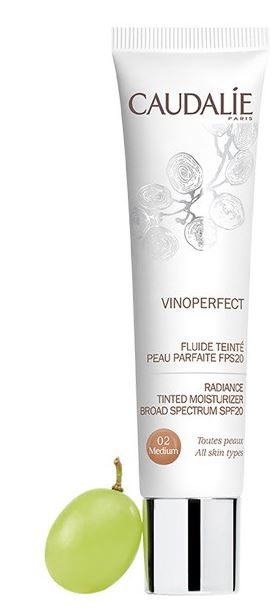 CAUDALÍE
PARIS
VINOPERFECT
FLUIDE TEINTÉ
PEAU PARFAITE FPS20
RADIANCE
TINTED MOISTURIZER
BROAD SPECTRUM SPF20
02
Medium
Toutes peaux
All skin types